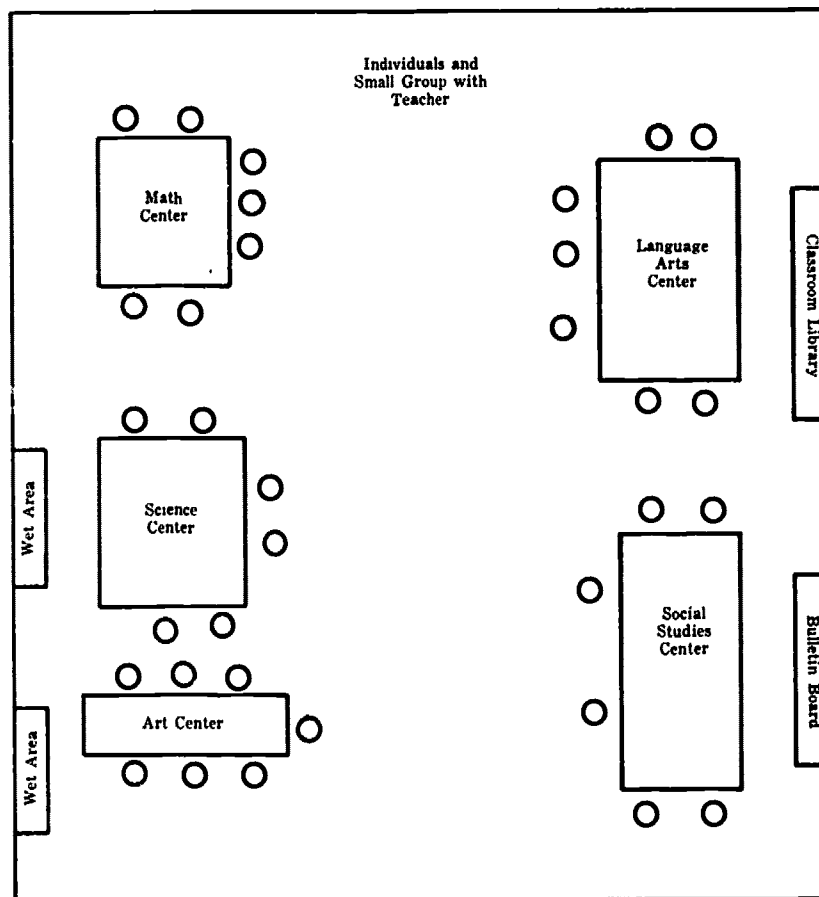 Individuals and
Small Group with
Teacher
Math
Center
Language
Arts
Center
Classroom Library
Science
Center
Wet Area
Social
Studies
Center
Bulletin Board
Art Center
Wet Area